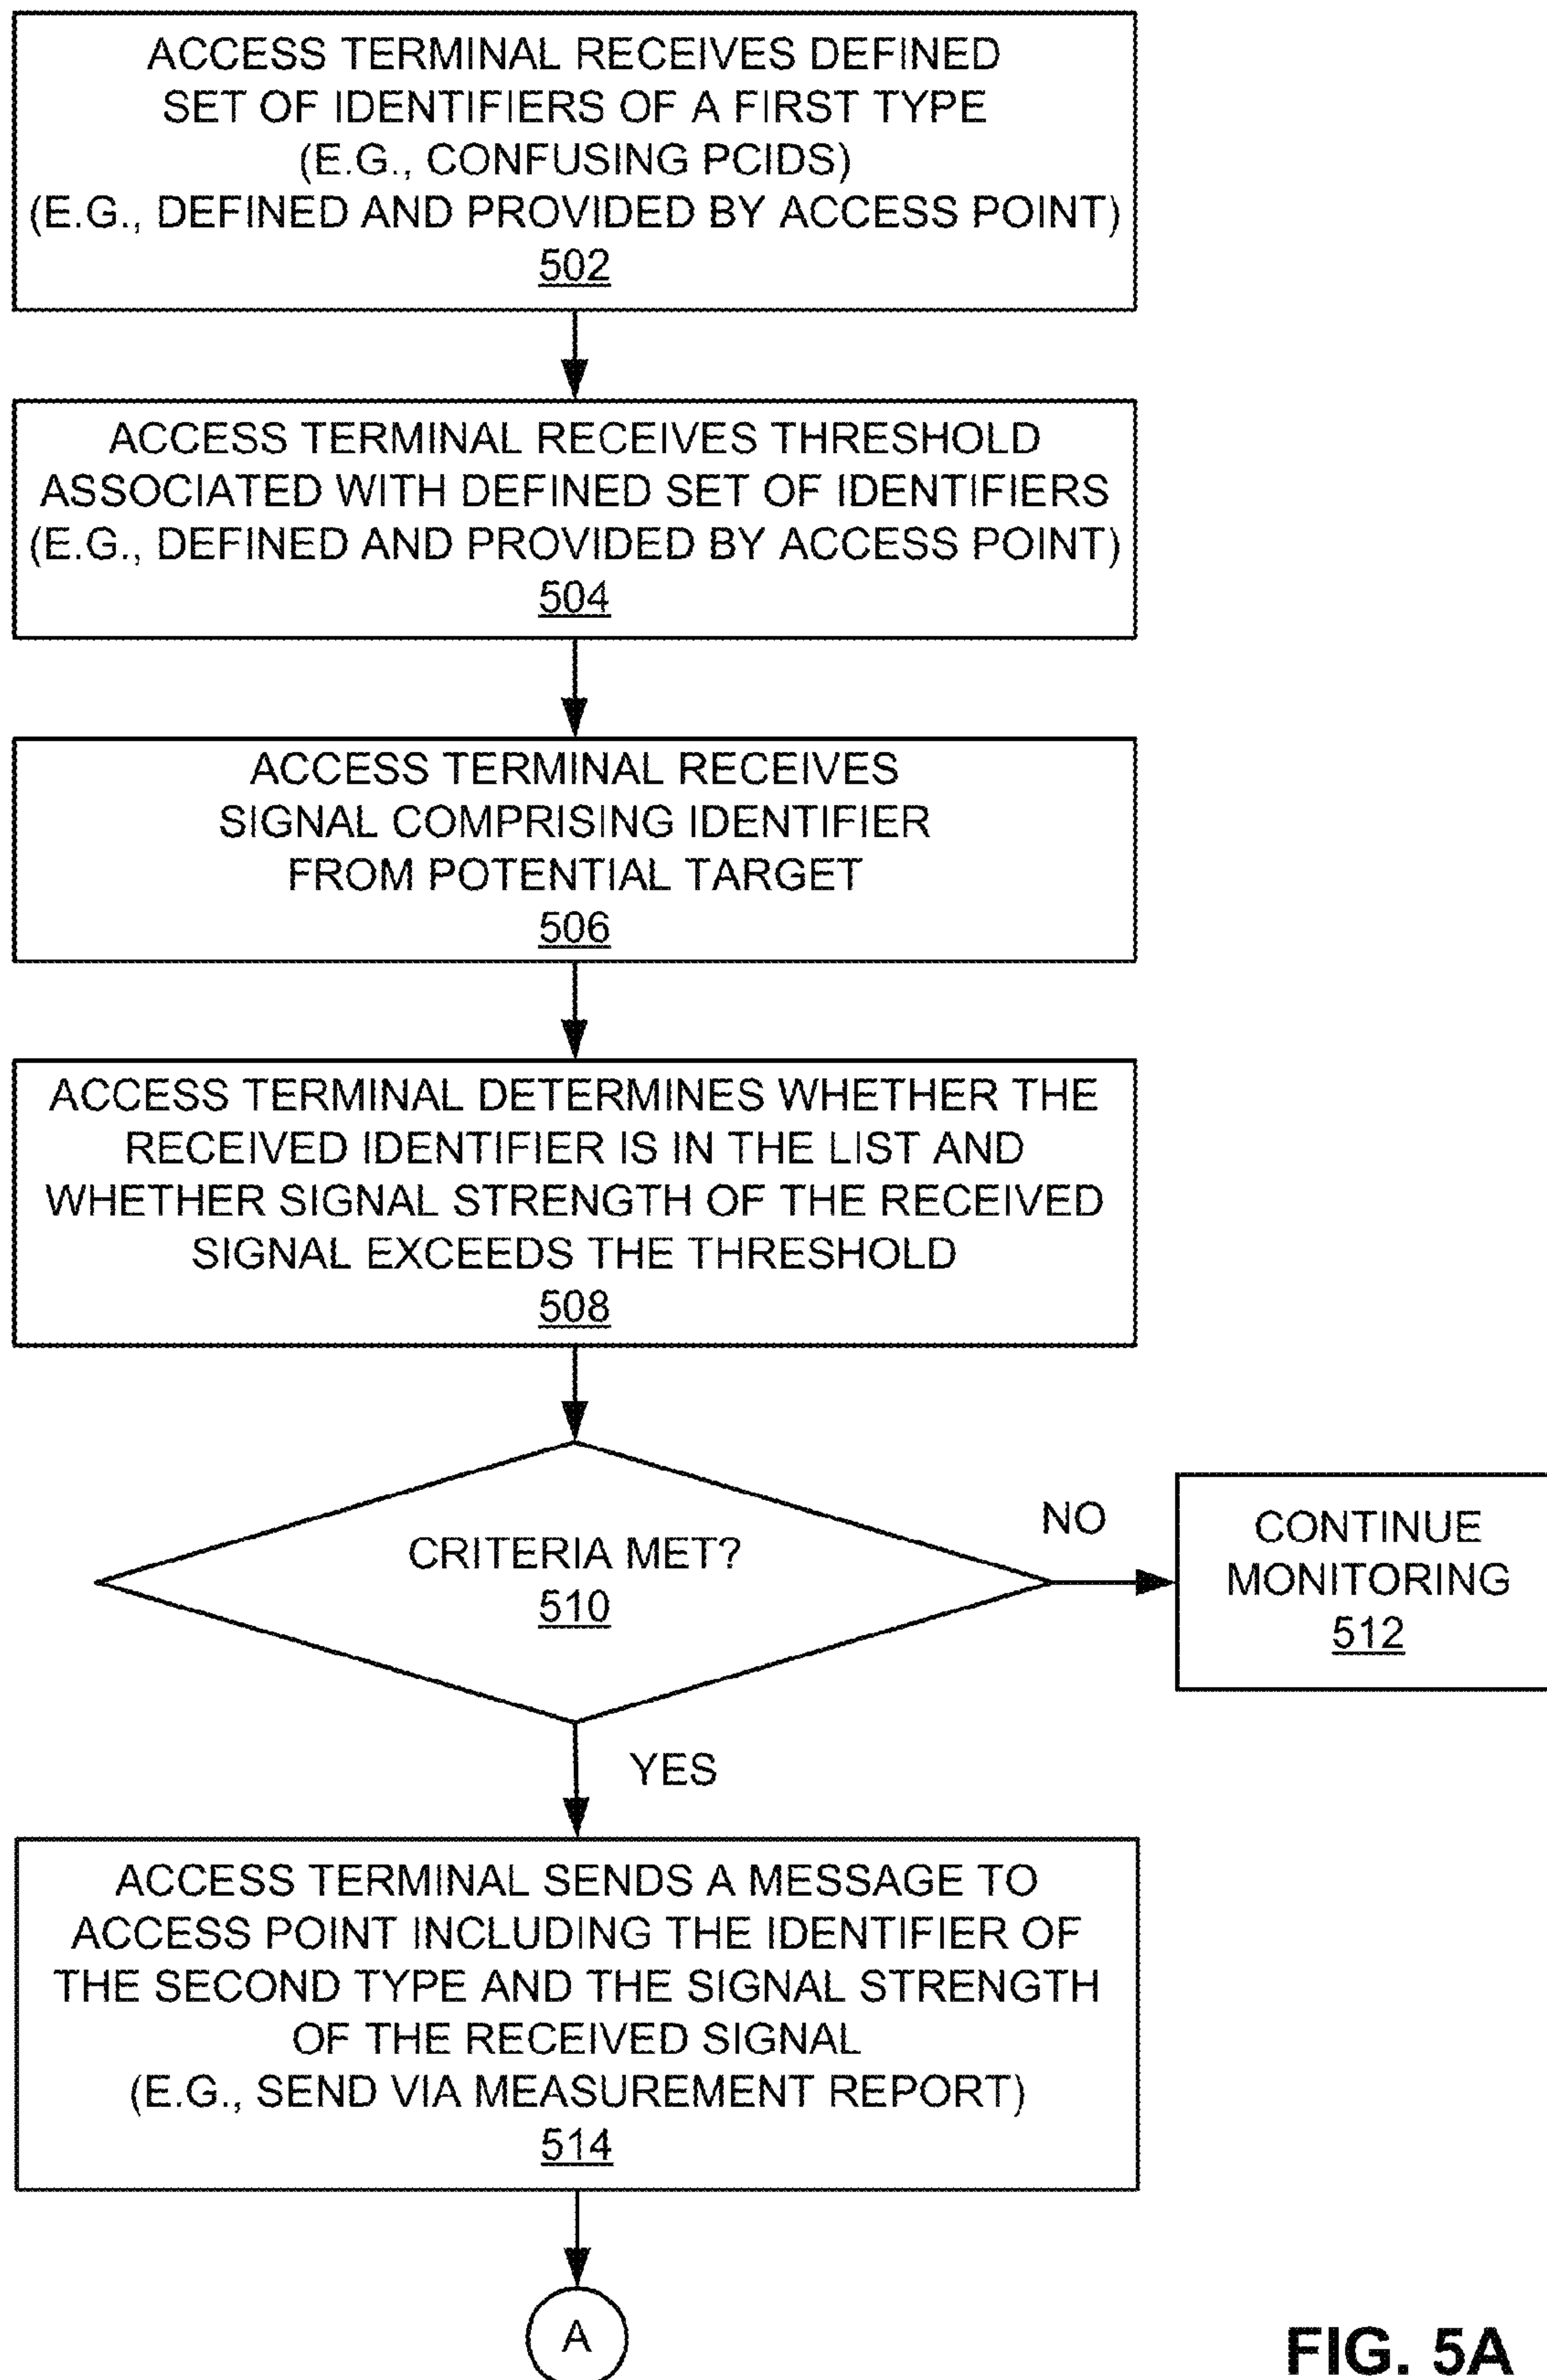 ACCESS TERMINAL RECEIVES DEFINED
SET OF IDENTIFIERS OF A FIRST TYPE
(E.G., CONFUSING PCIDS)
(E.G., DEFINED AND PROVIDED BY ACCESS POINT)
502
ACCESS TERMINAL RECEIVES THRESHOLD
ASSOCIATED WITH DEFINED SET OF IDENTIFIERS
(E.G., DEFINED AND PROVIDED BY ACCESS POINT)
504
ACCESS TERMINAL RECEIVES
SIGNAL COMPRISING IDENTIFIER
FROM POTENTIAL TARGET
506
ACCESS TERMINAL DETERMINES WHETHER THE
RECEIVED IDENTIFIER IS IN THE LIST AND
WHETHER SIGNAL STRENGTH OF THE RECEIVED
SIGNAL EXCEEDS THE THRESHOLD
508
CRITERIA MET?
510
NO
CONTINUE
MONITORING
512
YES
ACCESS TERMINAL SENDS A MESSAGE TO
ACCESS POINT INCLUDING THE IDENTIFIER OF
THE SECOND TYPE AND THE SIGNAL STRENGTH
OF THE RECEIVED SIGNAL
(E.G., SEND VIA MEASUREMENT REPORT)
514
A
FIG. 5A